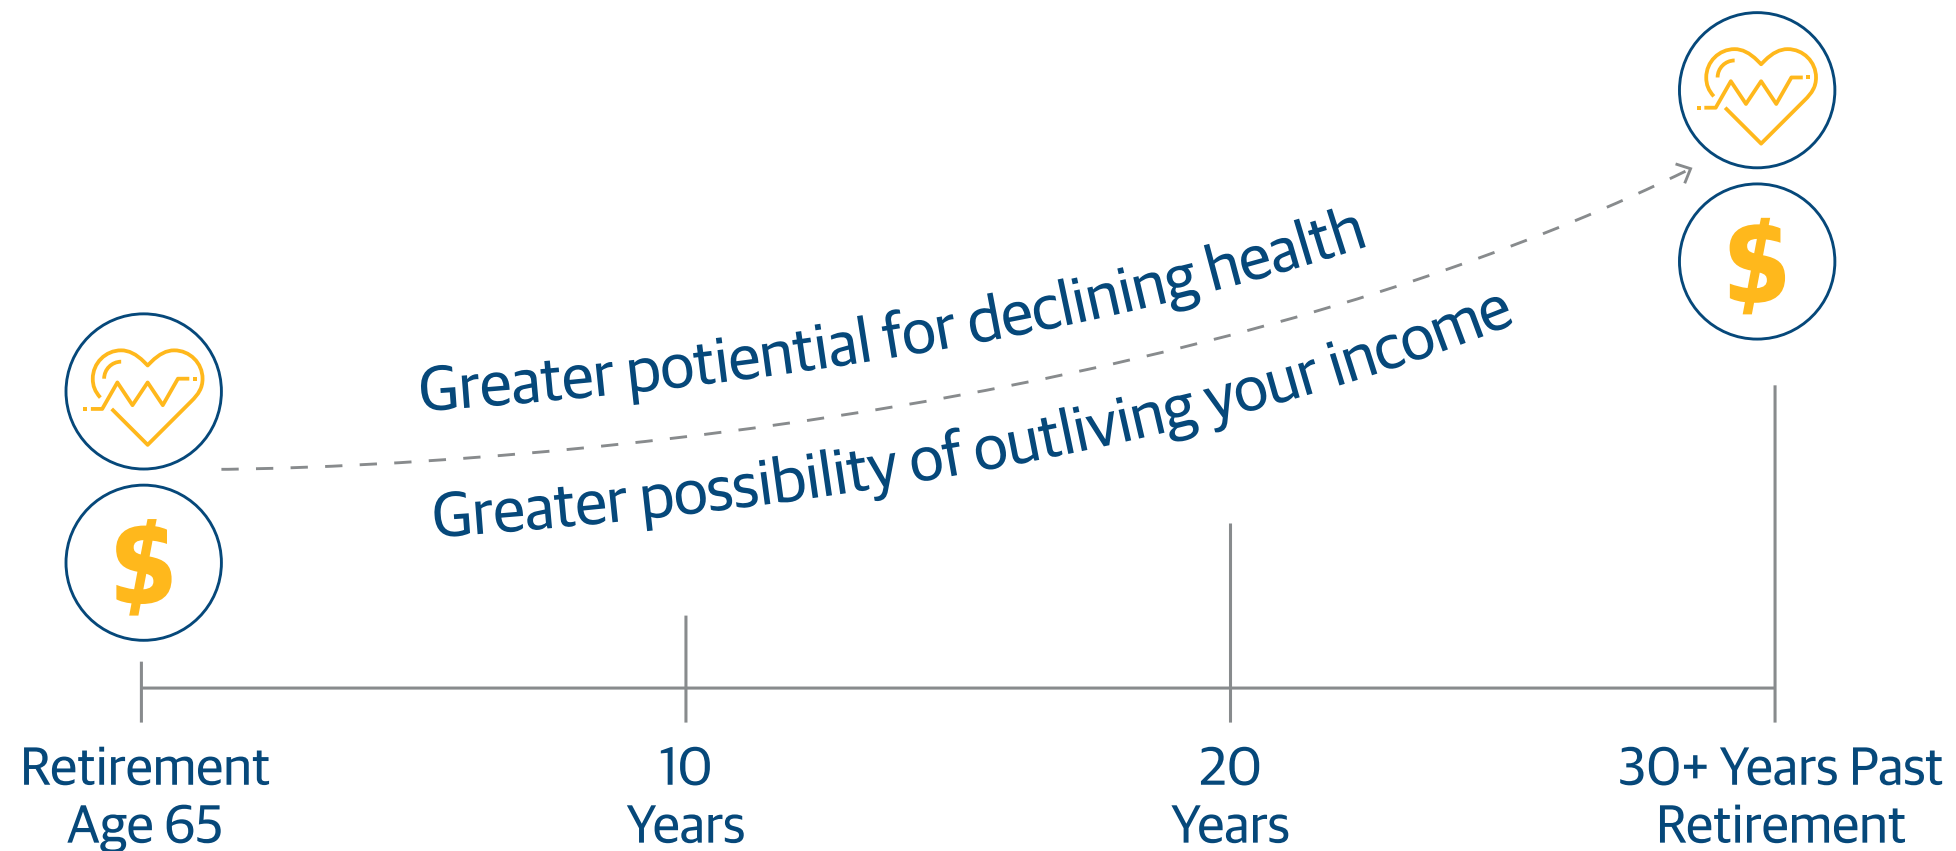 Greater potiential for declining health
Greater possibility of outliving your income
$
$
Retirement
Age 65
10
Years
20
Years
30+ Years Past
Retirement